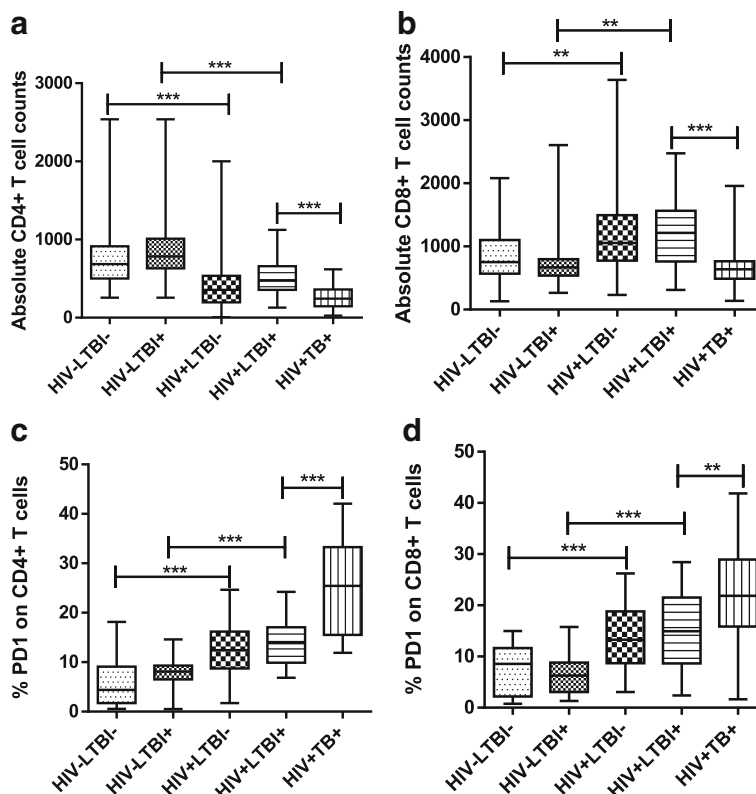 a
Absolute CD4+ T cell counts
3000
2000
1000
0
***
***
***
HIV-LTBI-
HIV-LTBI+
HIV+LTBI-
HIV+LTBI+
HIV+TB+
b
Absolute CD8+ T cell counts
4000
3000
2000
1000
0
**
**
***
HIV-LTBI-
HIV-LTBI+
HIV+LTBI-
HIV+LTBI+
HIV+TB+
c
% PD1 on CD4+ T cells
50
40
30
20
10
0
***
***
***
HIV-LTBI-
HIV-LTBI+
HIV+LTBI-
HIV+LTBI+
HIV+TB+
d
% PD1 on CD8+ T cells
50
40
30
20
10
0
**
***
***
HIV-LTBI-
HIV-LTBI+
HIV+LTBI-
HIV+LTBI+
HIV+TB+